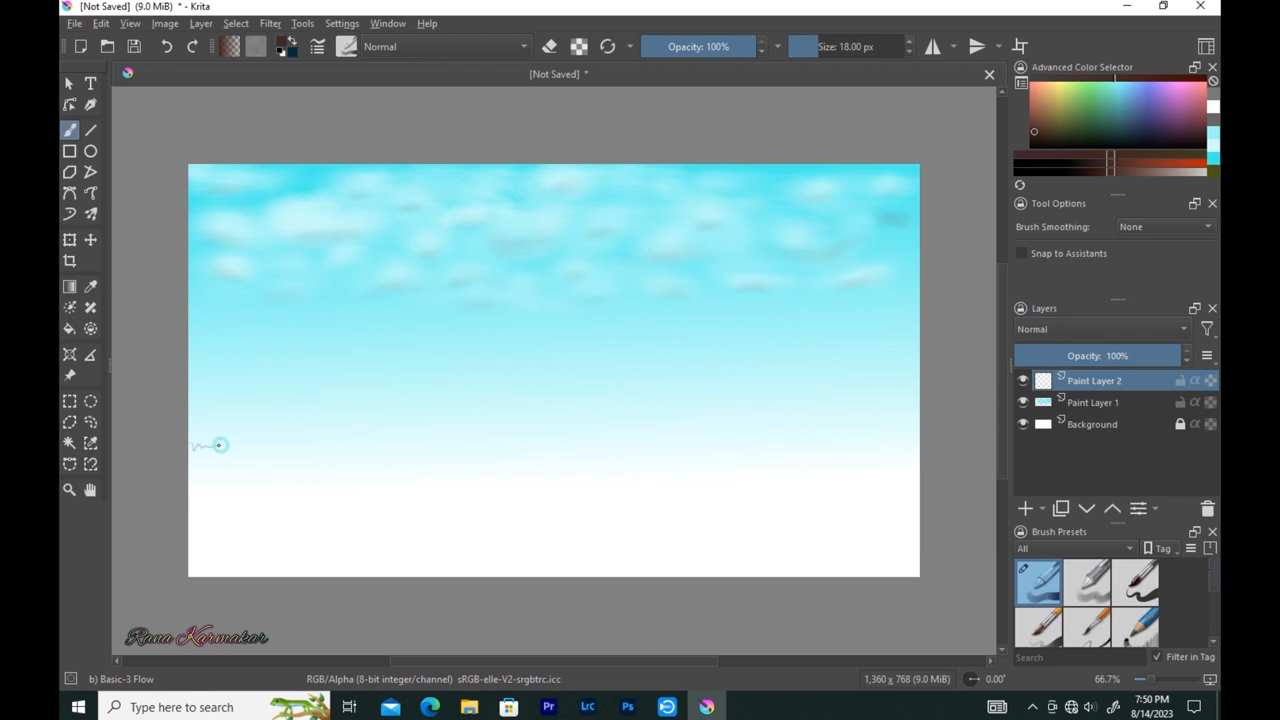 [Not Saved] (9.0 MiB) * - Krita
File Edit View Image Layer Select Filter Tools Settings Window Help
Normal Opacity: 100% Size: 18.00 px
[Not Saved] *
Advanced Color Selector
Tool Options
Brush Smoothing: None
Snap to Assistants
Layers
Normal
Opacity: 100%
Paint Layer 2
Paint Layer 1
Background
Brush Presets
All Tag
Search Filter in Tag
Rana Karmakar
b) Basic-3 Flow RGB/Alpha (8-bit integer/channel) sRGB-elle-V2-srgbtrc.icc 1,360 x 768 (9.0 MiB) 0.00° 66.7%
Type here to search Pr Lrc Ps 7:50 PM
8/14/2023